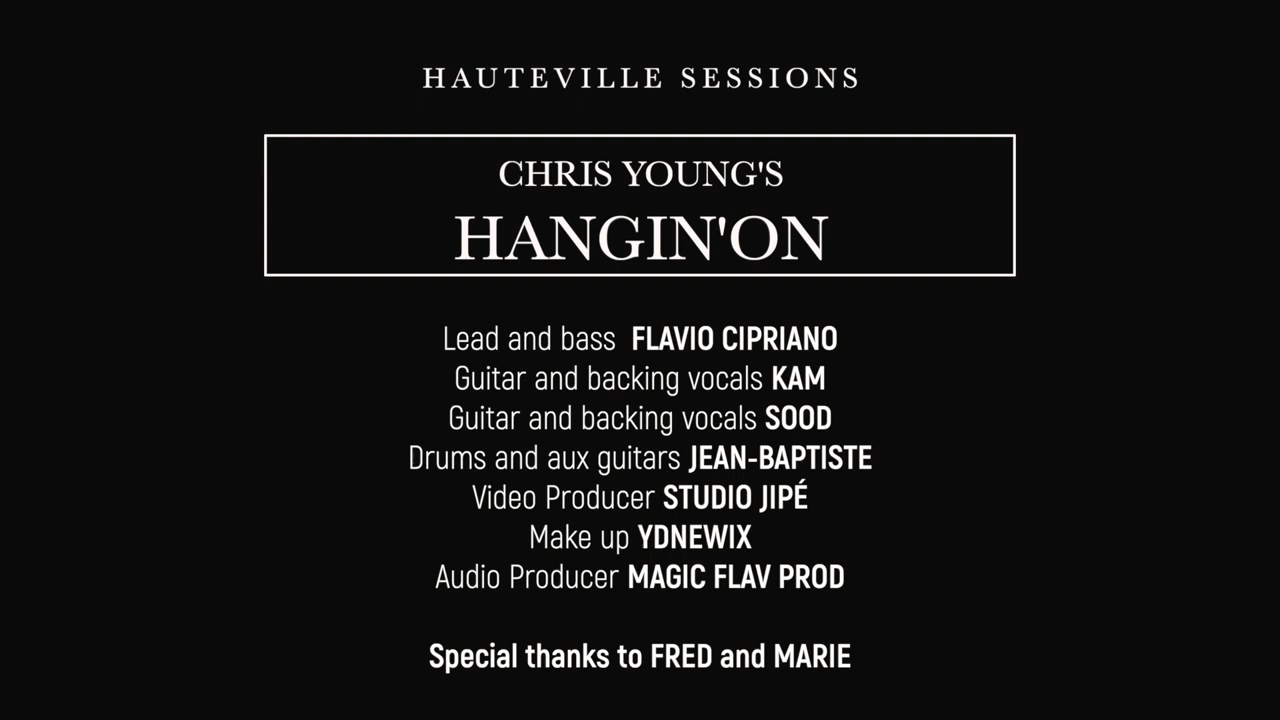 HAUTEVILLE SESSIONS
CHRIS YOUNG'S
HANGIN'ON
Lead and bass FLAVIO CIPRIANO
Guitar and backing vocals KAM
Guitar and backing vocals SOOD
Drums and aux guitars JEAN-BAPTISTE
Video Producer STUDIO JIPÉ
Make up YDNEWIX
Audio Producer MAGIC FLAV PROD
Special thanks to FRED and MARIE